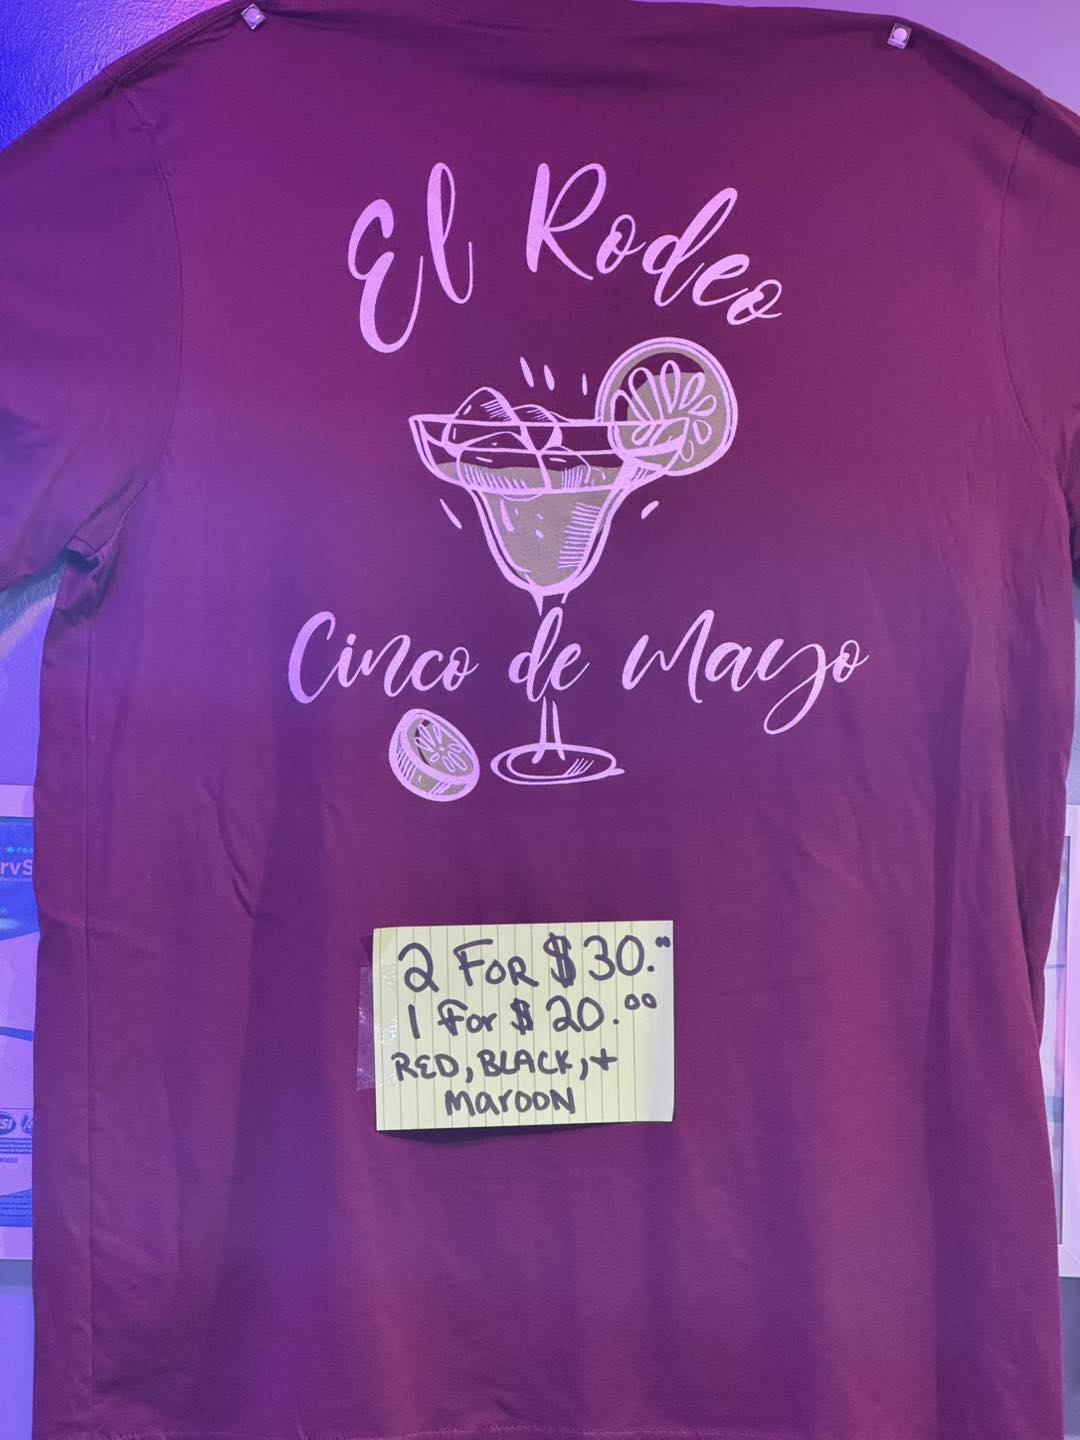 El Rodeo
Cinco de Mayo
2 FOR $30.00
1 For $20.00
RED, BLACK, +
MAROON